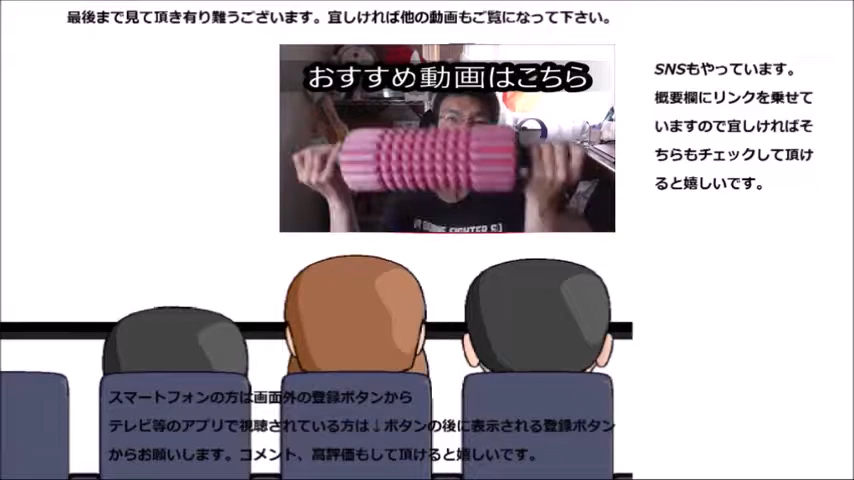 最後まで見て頂き有り難うございます。宜しければ他の動画もご覧になって下さい。
おすすめ動画はこちら
SNSもやっています。
概要欄にリンクを乗せて
いますので宜しければそ
ちらもチェックして頂け
ると嬉しいです。
スマートフォンの方は画面外の登録ボタンから
テレビ等のアプリで視聴されている方は↓ボタンの後に表示される登録ボタン
からお願いします。コメント、高評価もして頂けると嬉しいです。